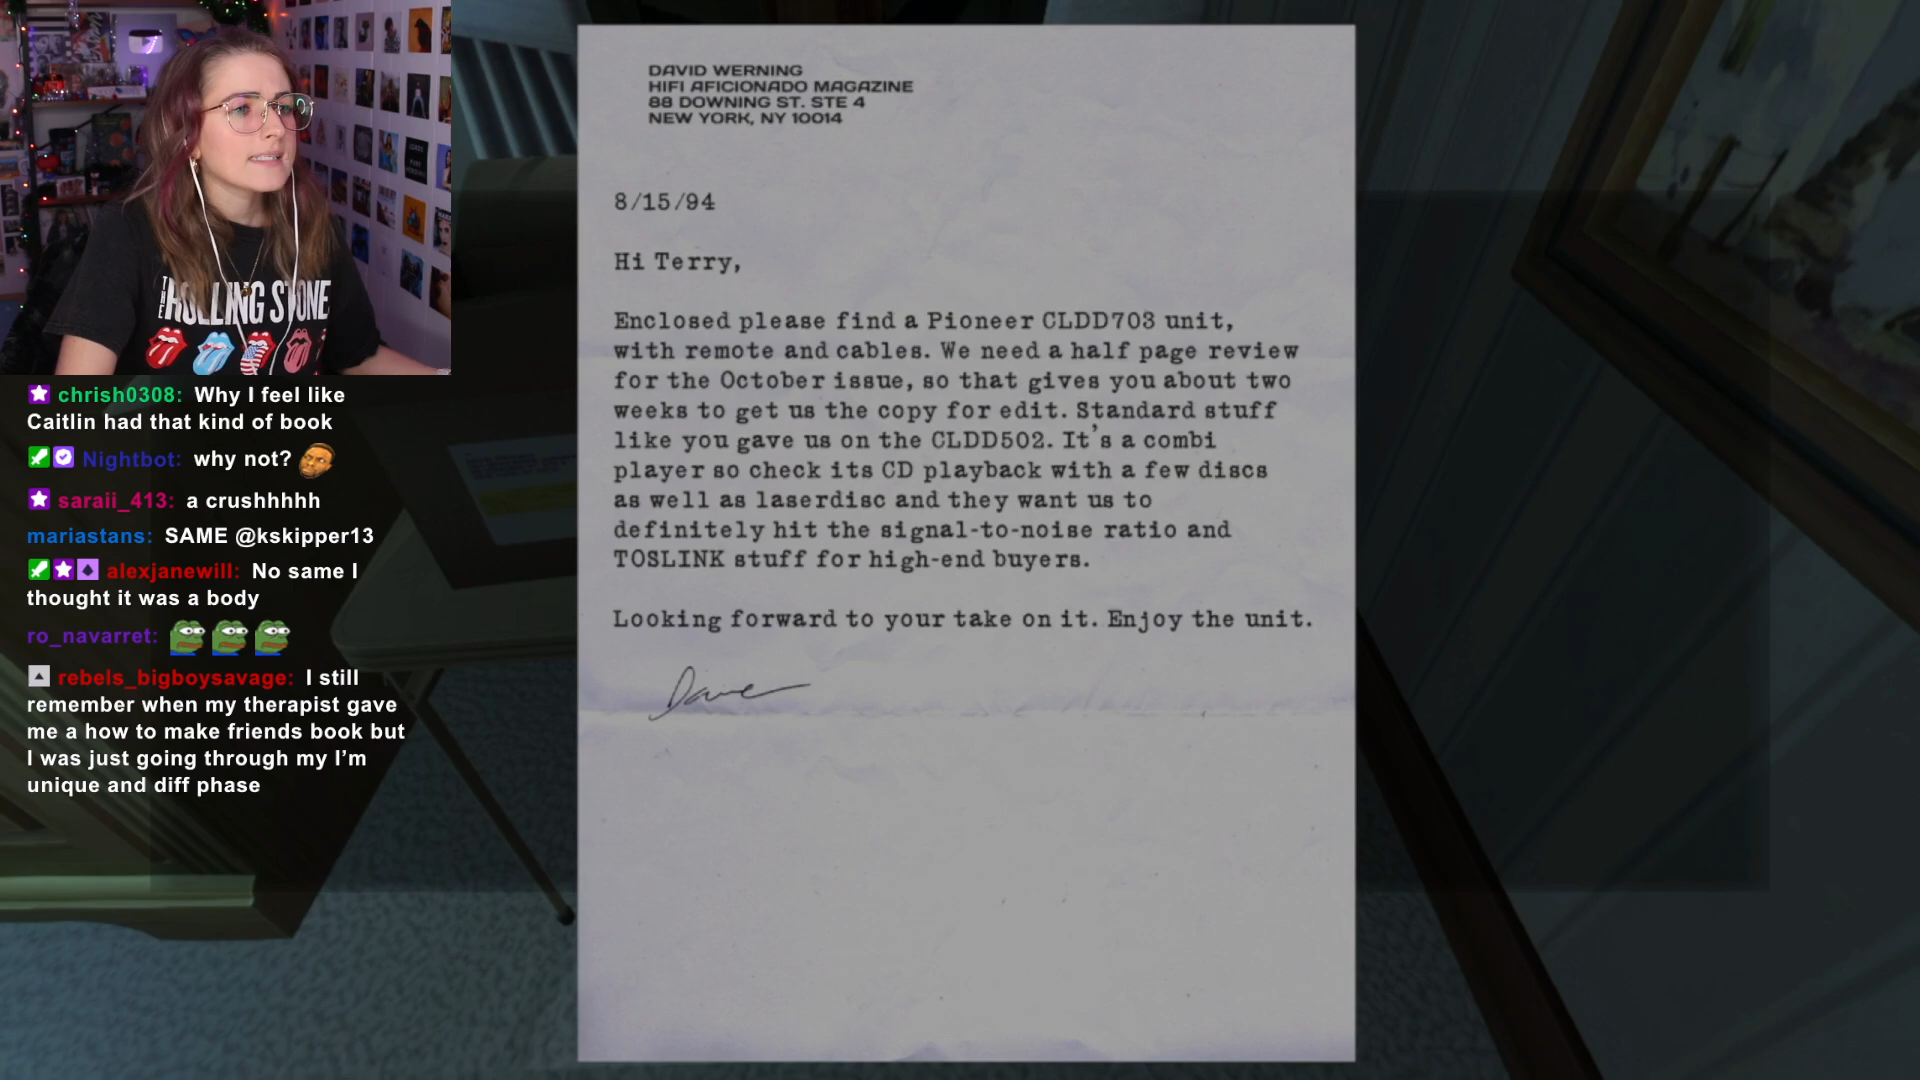 DAVID WERNING
HIFI AFICIONADO MAGAZINE
88 DOWNING ST. STE 4
NEW YORK, NY 10014
8/15/94
Hi Terry,
Enclosed please find a Pioneer CLDD703 unit,
with remote and cables. We need a half page review
for the October issue, so that gives you about two
weeks to get us the copy for edit. Standard stuff
like you gave us on the CLDD502. It's a combi
player so check its CD playback with a few discs
as well as laserdisc and they want us to
definitely hit the signal-to-noise ratio and
TOSLINK stuff for high-end buyers.
Looking forward to your take on it. Enjoy the unit.
Dave
THE
ROLLING STONE
chrish0308: Why I feel like
Caitlin had that kind of book
Nightbot: why not?
saraii_413: a crushhhhh
mariastans: SAME @kskipper13
alexjanewill: No same I
thought it was a body
ro_navarret:
rebels_bigboysavage: I still
remember when my therapist gave
me a how to make friends book but
I was just going through my I'm
unique and diff phase